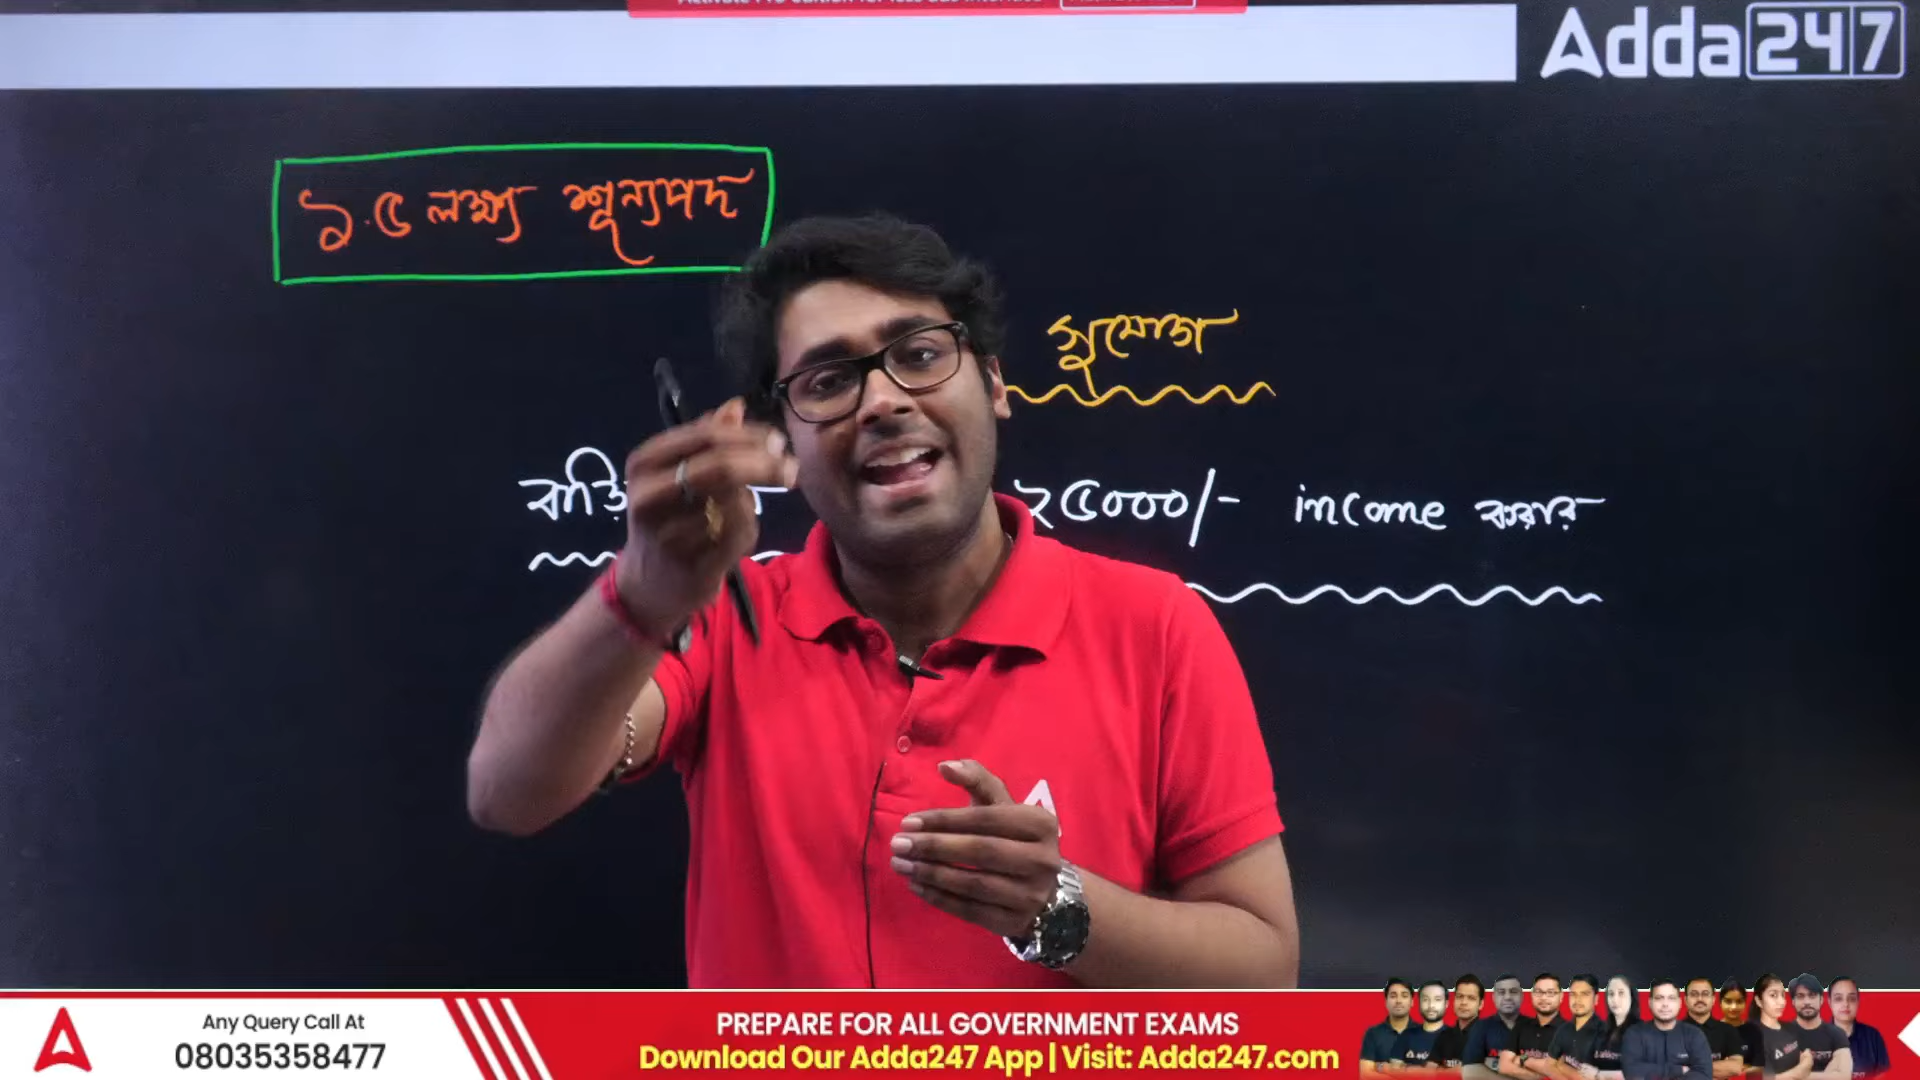 Adda247
১.৫ লক্ষ্য শূন্যপদ
সুযোগ
বাড়ি ২৫০০০/- income করার
Any Query Call At
08035358477
PREPARE FOR ALL GOVERNMENT EXAMS
Download Our Adda247 App | Visit: Adda247.com